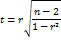 t = r√((n − 2)/(1 − r²))